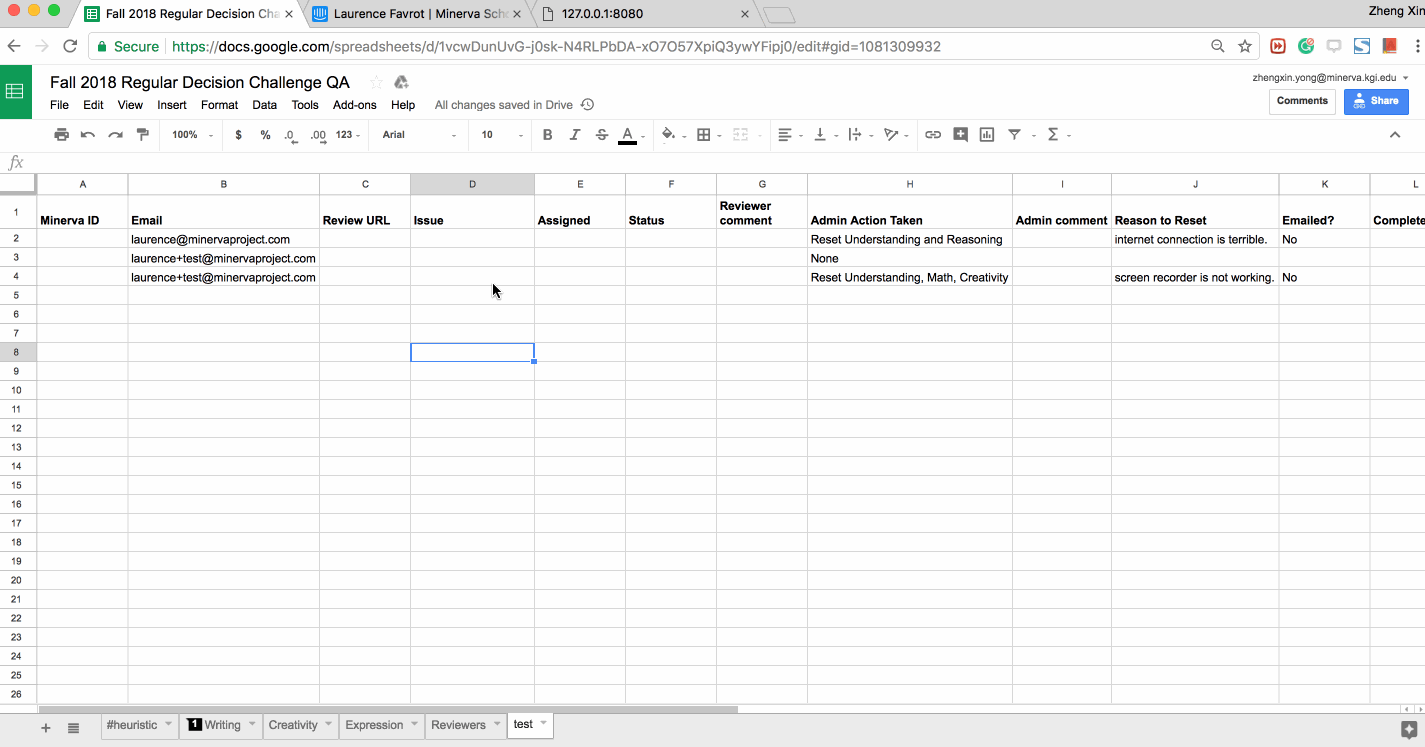 Fall 2018 Regular Decision Cha
Laurence Favrot | Minerva Scho
127.0.0.1:8080
Zheng Xin
Secure
https://docs.google.com/spreadsheets/d/1vcwDunUvG-j0sk-N4RLPbDA-xO7O57XpiQ3ywYFipj0/edit#gid=1081309932
Fall 2018 Regular Decision Challenge QA
zhengxin.yong@minerva.kgi.edu
File Edit View Insert Format Data Tools Add-ons Help All changes saved in Drive
Comments
Share
100% $ % .0 .00 123 Arial 10 B I S A
fx
A B C D E F G H I J K L
1 Minerva ID Email Review URL Issue Assigned Status Reviewer comment Admin Action Taken Admin comment Reason to Reset Emailed? Complete
2 laurence@minervaproject.com Reset Understanding and Reasoning internet connection is terrible. No
3 laurence+test@minervaproject.com None
4 laurence+test@minervaproject.com Reset Understanding, Math, Creativity screen recorder is not working. No
5
6
7
8
9
10
11
12
13
14
15
16
17
18
19
20
21
22
23
24
25
26
#heuristic 1 Writing Creativity Expression Reviewers test